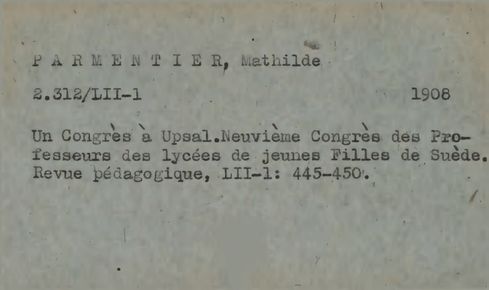 PARMENTIER, Mathilde
2.312/LII-1 1908
Un Congrès à Upsal.Neuvième Congrès des Pro-
fesseurs des lycées de jeunes Filles de Suède.
Revue pédagogique, LII-1: 445-450.